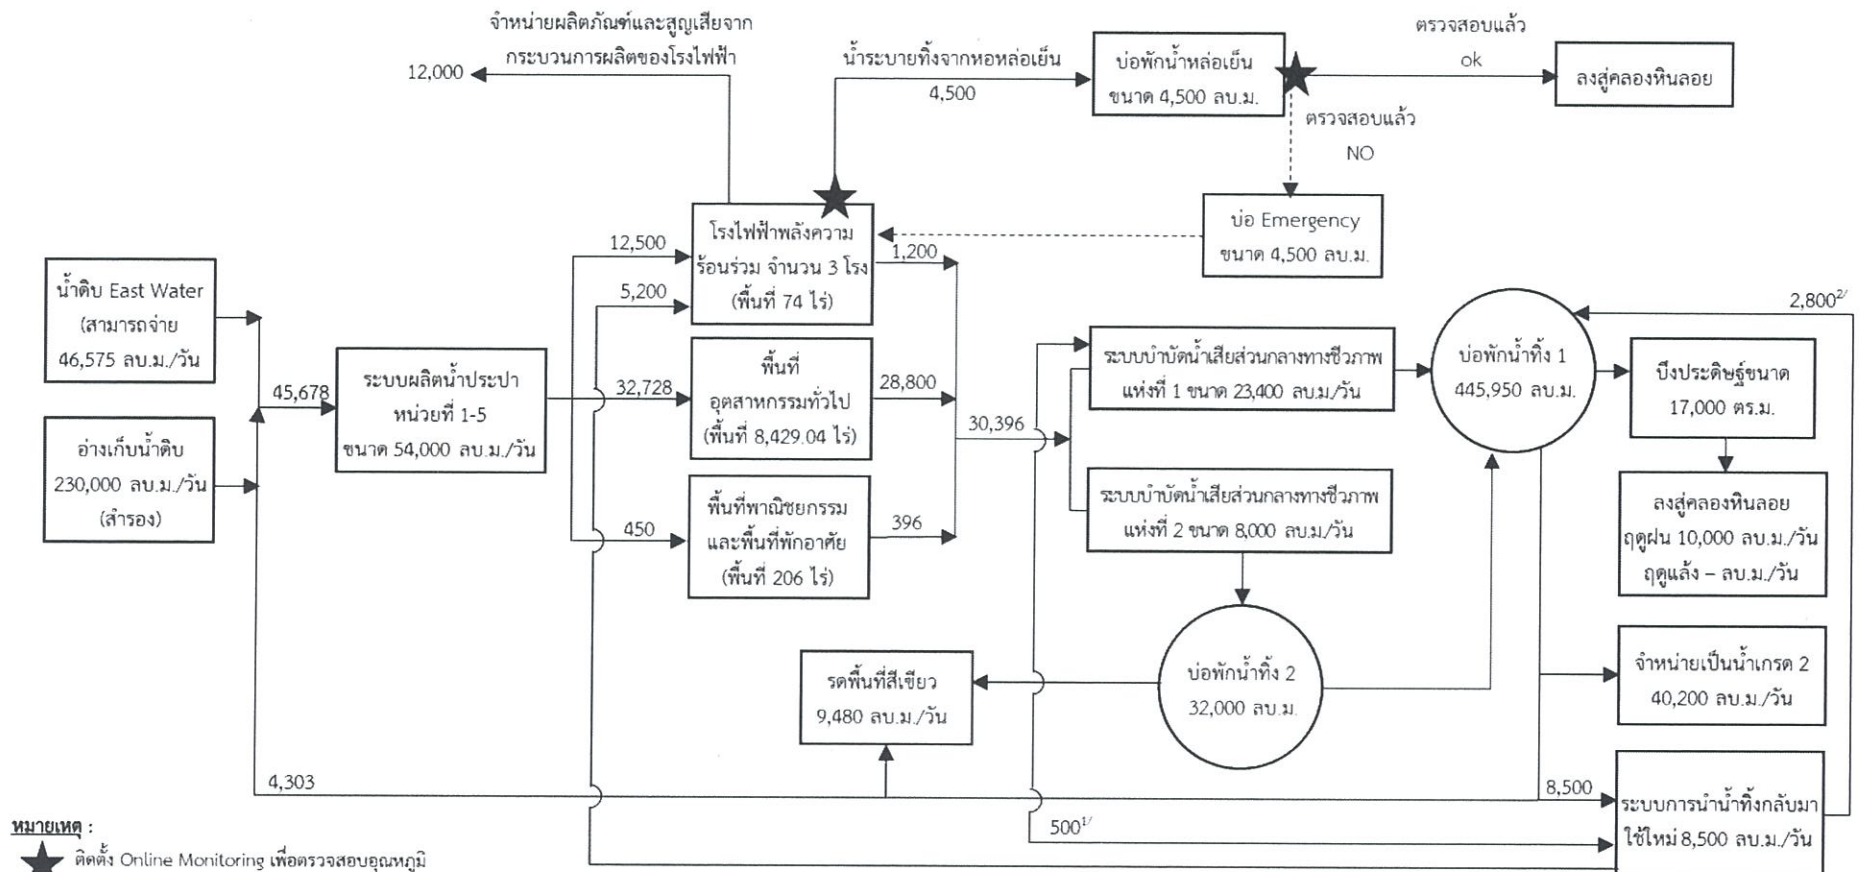 จำหน่ายผลิตภัณฑ์และสูญเสียจาก
กระบวนการผลิตของโรงไฟฟ้า
12,000
น้ำระบายทิ้งจากหอหล่อเย็น
4,500
บ่อพักน้ำหล่อเย็น
ขนาด 4,500 ลบ.ม.
ตรวจสอบแล้ว
ok
ลงสู่คลองหินลอย
ตรวจสอบแล้ว
NO
บ่อ Emergency
ขนาด 4,500 ลบ.ม.
น้ำดิบ East Water
(สามารถจ่าย
46,575 ลบ.ม./วัน
อ่างเก็บน้ำดิบ
230,000 ลบ.ม./วัน
(สำรอง)
45,678
ระบบผลิตน้ำประปา
หน่วยที่ 1-5
ขนาด 54,000 ลบ.ม./วัน
12,500
5,200
32,728
450
โรงไฟฟ้าพลังความ
ร้อนร่วม จำนวน 3 โรง
(พื้นที่ 74 ไร่)
พื้นที่
อุตสาหกรรมทั่วไป
(พื้นที่ 8,429.04 ไร่)
พื้นที่พาณิชยกรรม
และพื้นที่พักอาศัย
(พื้นที่ 206 ไร่)
1,200
28,800
396
30,396
ระบบบำบัดน้ำเสียส่วนกลางทางชีวภาพ
แห่งที่ 1 ขนาด 23,400 ลบ.ม/วัน
ระบบบำบัดน้ำเสียส่วนกลางทางชีวภาพ
แห่งที่ 2 ขนาด 8,000 ลบ.ม/วัน
บ่อพักน้ำทิ้ง 1
445,950 ลบ.ม.
2,800²ᐟ
บึงประดิษฐ์ขนาด
17,000 ตร.ม.
ลงสู่คลองหินลอย
ฤดูฝน 10,000 ลบ.ม./วัน
ฤดูแล้ง – ลบ.ม./วัน
บ่อพักน้ำทิ้ง 2
32,000 ลบ.ม.
รดพื้นที่สีเขียว
9,480 ลบ.ม./วัน
จำหน่ายเป็นน้ำเกรด 2
40,200 ลบ.ม./วัน
4,303
8,500
500¹ᐟ
ระบบการนำน้ำทิ้งกลับมา
ใช้ใหม่ 8,500 ลบ.ม./วัน
หมายเหตุ :
ติดตั้ง Online Monitoring เพื่อตรวจสอบอุณหภูมิ